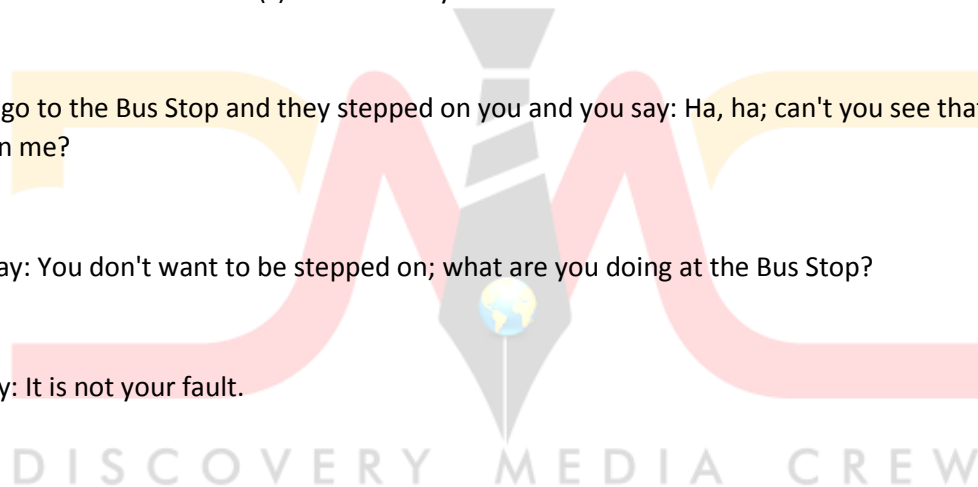 go to the Bus Stop and they stepped on you and you say: Ha, ha; can't you see that
n me?
ay: You don't want to be stepped on; what are you doing at the Bus Stop?
y: It is not your fault.
DISCOVERY MEDIA CREW